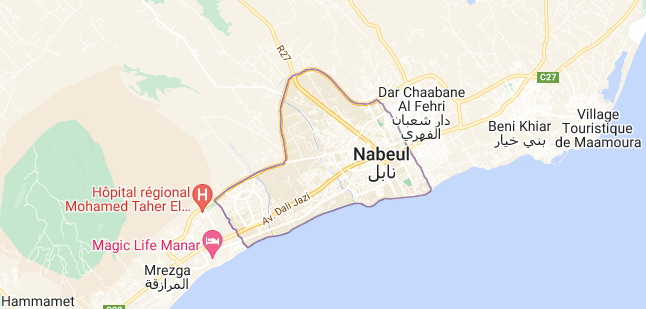 R27
C27
Dar Chaabane
Al Fehri
دار شعبان
الفهري
Beni Khiar
بني خيار
Village
Touristique
de Maamoura
Nabeul
نابل
Hôpital régional
Mohamed Taher El...
Av. Dali Jazi
Magic Life Manar
Mrezga
المرازقة
Hammamet